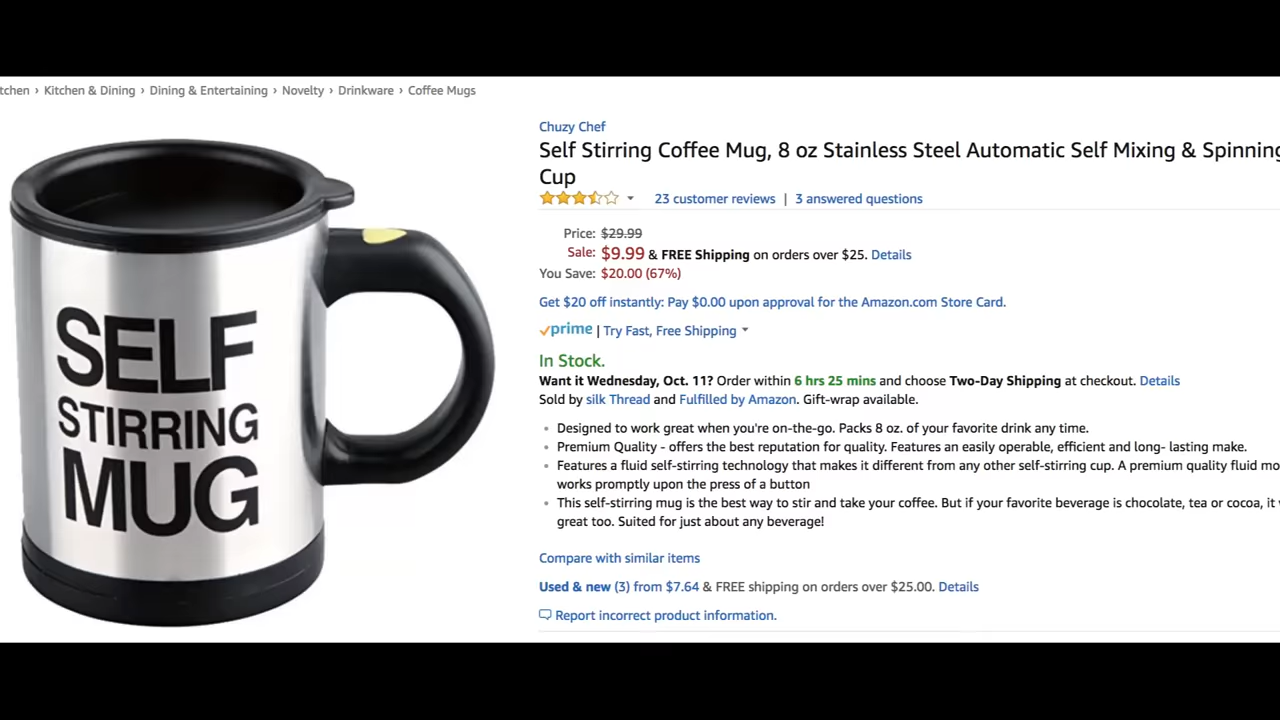 tchen › Kitchen & Dining › Dining & Entertaining › Novelty › Drinkware › Coffee Mugs
SELF
STIRRING
MUG
Chuzy Chef
Self Stirring Coffee Mug, 8 oz Stainless Steel Automatic Self Mixing & Spinning
Cup
23 customer reviews | 3 answered questions
Price: $29.99
Sale: $9.99 & FREE Shipping on orders over $25. Details
You Save: $20.00 (67%)
Get $20 off instantly: Pay $0.00 upon approval for the Amazon.com Store Card.
prime | Try Fast, Free Shipping
In Stock.
Want it Wednesday, Oct. 11? Order within 6 hrs 25 mins and choose Two-Day Shipping at checkout. Details
Sold by silk Thread and Fulfilled by Amazon. Gift-wrap available.
• Designed to work great when you're on-the-go. Packs 8 oz. of your favorite drink any time.
• Premium Quality - offers the best reputation for quality. Features an easily operable, efficient and long- lasting make.
• Features a fluid self-stirring technology that makes it different from any other self-stirring cup. A premium quality fluid mo
works promptly upon the press of a button
• This self-stirring mug is the best way to stir and take your coffee. But if your favorite beverage is chocolate, tea or cocoa, it
great too. Suited for just about any beverage!
Compare with similar items
Used & new (3) from $7.64 & FREE shipping on orders over $25.00. Details
Report incorrect product information.